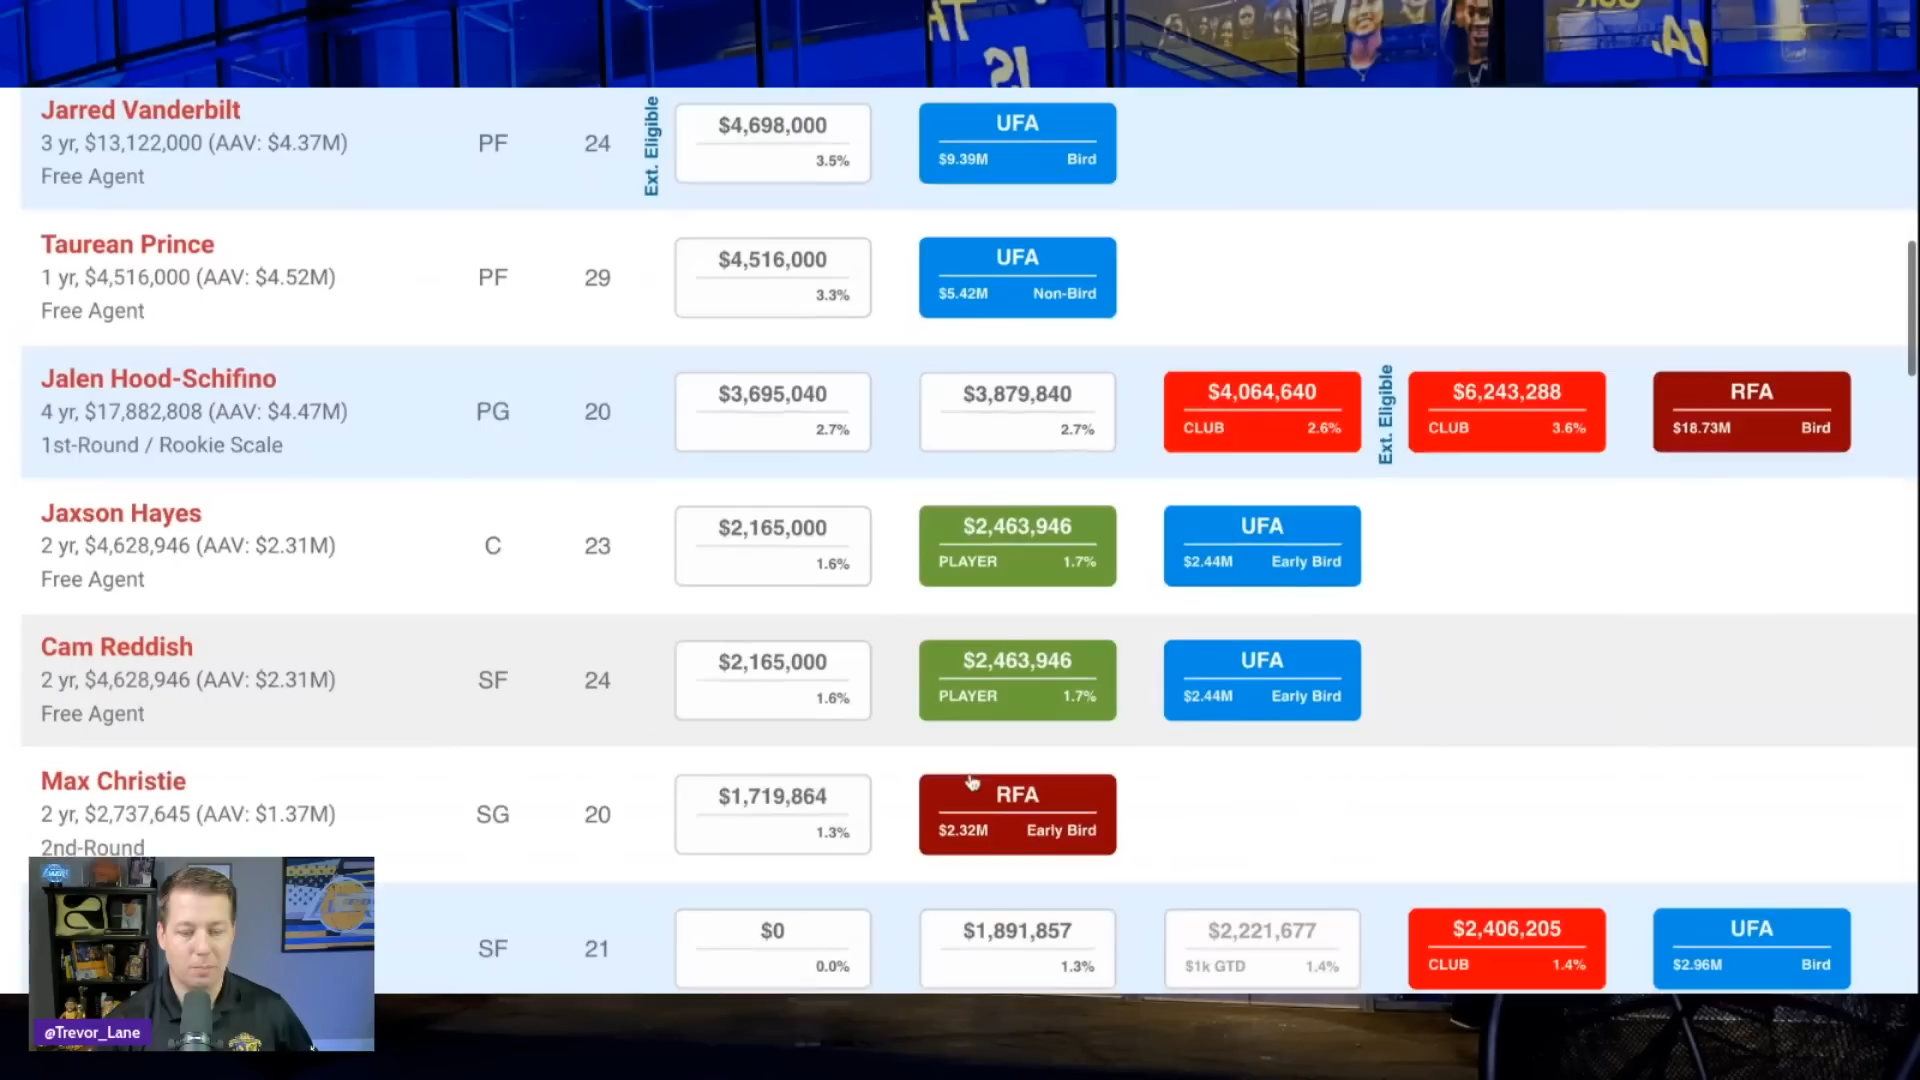 Jarred Vanderbilt
3 yr, $13,122,000 (AAV: $4.37M)
Free Agent
PF
24
Ext. Eligible
$4,698,000
3.5%
UFA
$9.39M Bird
Taurean Prince
1 yr, $4,516,000 (AAV: $4.52M)
Free Agent
PF
29
$4,516,000
3.3%
UFA
$5.42M Non-Bird
Jalen Hood-Schifino
4 yr, $17,882,808 (AAV: $4.47M)
1st-Round / Rookie Scale
PG
20
$3,695,040
2.7%
$3,879,840
2.7%
$4,064,640
CLUB 2.6%
Ext. Eligible
$6,243,288
CLUB 3.6%
RFA
$18.73M Bird
Jaxson Hayes
2 yr, $4,628,946 (AAV: $2.31M)
Free Agent
C
23
$2,165,000
1.6%
$2,463,946
PLAYER 1.7%
UFA
$2.44M Early Bird
Cam Reddish
2 yr, $4,628,946 (AAV: $2.31M)
Free Agent
SF
24
$2,165,000
1.6%
$2,463,946
PLAYER 1.7%
UFA
$2.44M Early Bird
Max Christie
2 yr, $2,737,645 (AAV: $1.37M)
2nd-Round
SG
20
$1,719,864
1.3%
RFA
$2.32M Early Bird
SF
21
$0
0.0%
$1,891,857
1.3%
$2,221,677
$1k GTD 1.4%
$2,406,205
CLUB 1.4%
UFA
$2.96M Bird
@Trevor_Lane